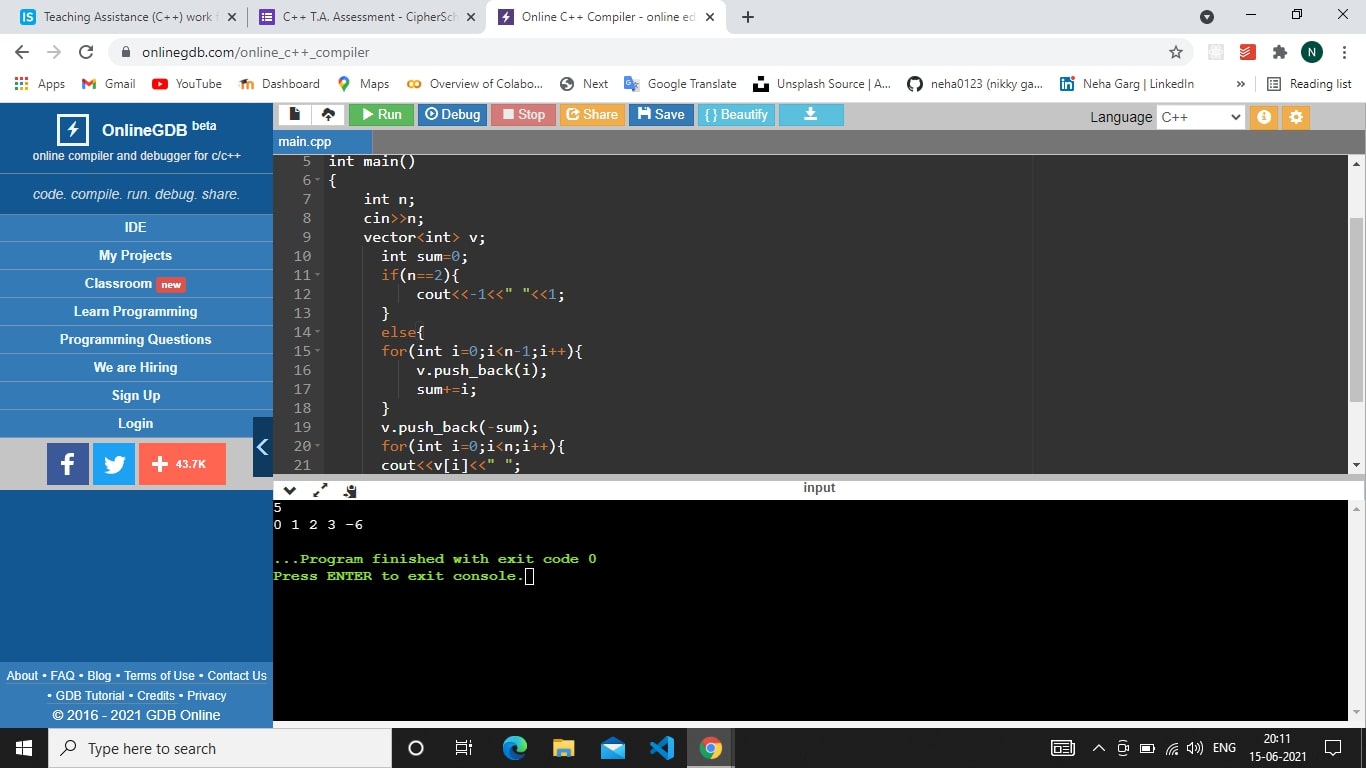 Teaching Assistance (C++) work
C++ T.A. Assessment - CipherSch
Online C++ Compiler - online ed
onlinegdb.com/online_c++_compiler
N
Apps Gmail YouTube Dashboard Maps Overview of Colabo... Next Google Translate Unsplash Source | A... neha0123 (nikky ga... Neha Garg | LinkedIn » Reading list
OnlineGDB beta
online compiler and debugger for c/c++
code. compile. run. debug. share.
IDE
My Projects
Classroom new
Learn Programming
Programming Questions
We are Hiring
Sign Up
Login
43.7K
About • FAQ • Blog • Terms of Use • Contact Us
• GDB Tutorial • Credits • Privacy
© 2016 - 2021 GDB Online
Run Debug Stop Share Save { } Beautify Language C++
main.cpp
5 int main()
6 {
7 int n;
8 cin>>n;
9 vector<int> v;
10 int sum=0;
11 if(n==2){
12 cout<<-1<<" "<<1;
13 }
14 else{
15 for(int i=0;i<n-1;i++){
16 v.push_back(i);
17 sum+=i;
18 }
19 v.push_back(-sum);
20 for(int i=0;i<n;i++){
21 cout<<v[i]<<" ";
input
5
0 1 2 3 -6
...Program finished with exit code 0
Press ENTER to exit console.
Type here to search
ENG
20:11
15-06-2021